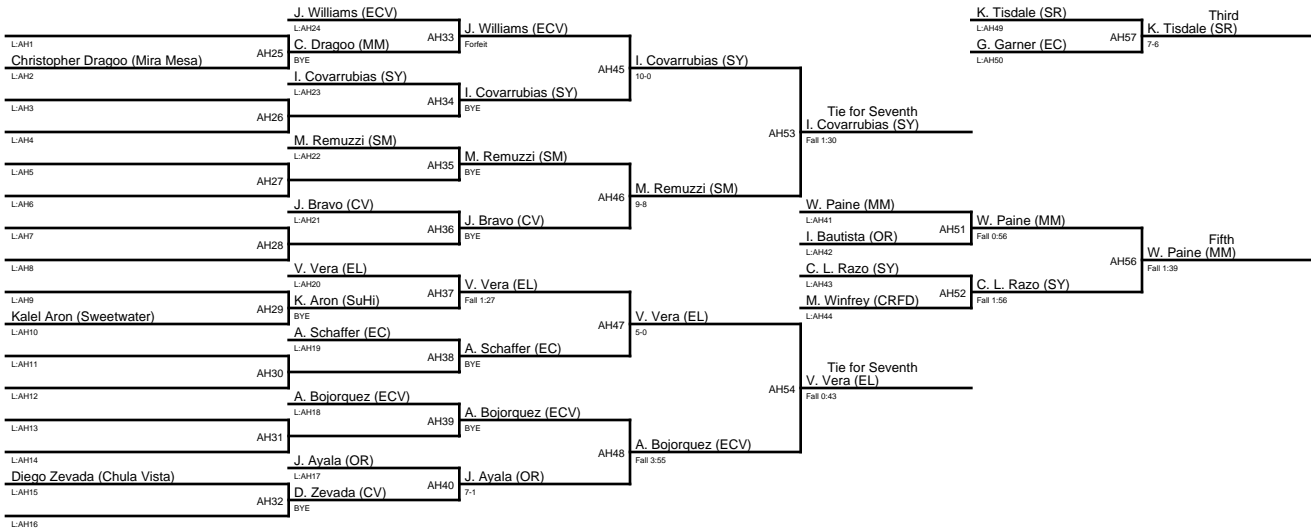 L:AH1
Christopher Dragoo (Mira Mesa)
L:AH2
L:AH3
L:AH4
L:AH5
L:AH6
L:AH7
L:AH8
L:AH9
Kalel Aron (Sweetwater)
L:AH10
L:AH11
L:AH12
L:AH13
L:AH14
Diego Zevada (Chula Vista)
L:AH15
L:AH16
AH25
AH26
AH27
AH28
AH29
AH30
AH31
AH32
J. Williams (ECV)
L:AH24
C. Dragoo (MM)
BYE
I. Covarrubias (SY)
L:AH23
M. Remuzzi (SM)
L:AH22
J. Bravo (CV)
L:AH21
V. Vera (EL)
L:AH20
K. Aron (SuHi)
BYE
A. Schaffer (EC)
L:AH19
A. Bojorquez (ECV)
L:AH18
J. Ayala (OR)
L:AH17
D. Zevada (CV)
BYE
AH33
AH34
AH35
AH36
AH37
AH38
AH39
AH40
J. Williams (ECV)
Forfeit
I. Covarrubias (SY)
BYE
M. Remuzzi (SM)
BYE
J. Bravo (CV)
BYE
V. Vera (EL)
Fall 1:27
A. Schaffer (EC)
BYE
A. Bojorquez (ECV)
BYE
J. Ayala (OR)
7-1
AH45
AH46
AH47
AH48
I. Covarrubias (SY)
10-0
M. Remuzzi (SM)
9-8
V. Vera (EL)
5-0
A. Bojorquez (ECV)
Fall 3:55
AH53
AH54
Tie for Seventh
I. Covarrubias (SY)
Fall 1:30
W. Paine (MM)
L:AH41
I. Bautista (OR)
L:AH42
C. L. Razo (SY)
L:AH43
M. Winfrey (CRFD)
L:AH44
Tie for Seventh
V. Vera (EL)
Fall 0:43
AH51
AH52
K. Tisdale (SR)
L:AH49
G. Garner (EC)
L:AH50
W. Paine (MM)
Fall 0:56
C. L. Razo (SY)
Fall 1:56
AH57
AH56
Third
K. Tisdale (SR)
7-6
Fifth
W. Paine (MM)
Fall 1:39